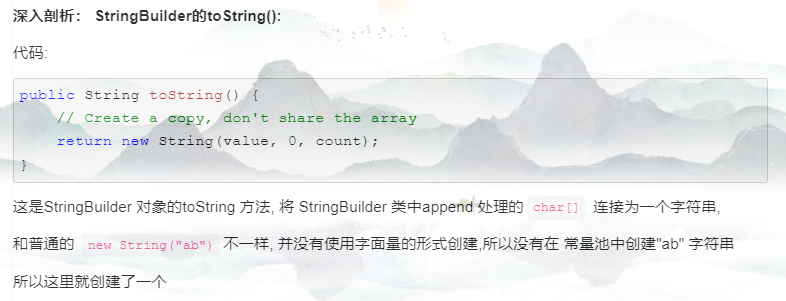 深入剖析： StringBuilder的toString():
代码:
public String toString() {
    // Create a copy, don't share the array
    return new String(value, 0, count);
}
这是StringBuilder 对象的toString 方法, 将 StringBuilder 类中append 处理的 char[] 连接为一个字符串,
和普通的 new String("ab") 不一样, 并没有使用字面量的形式创建,所以没有在 常量池中创建"ab" 字符串
所以这里就创建了一个